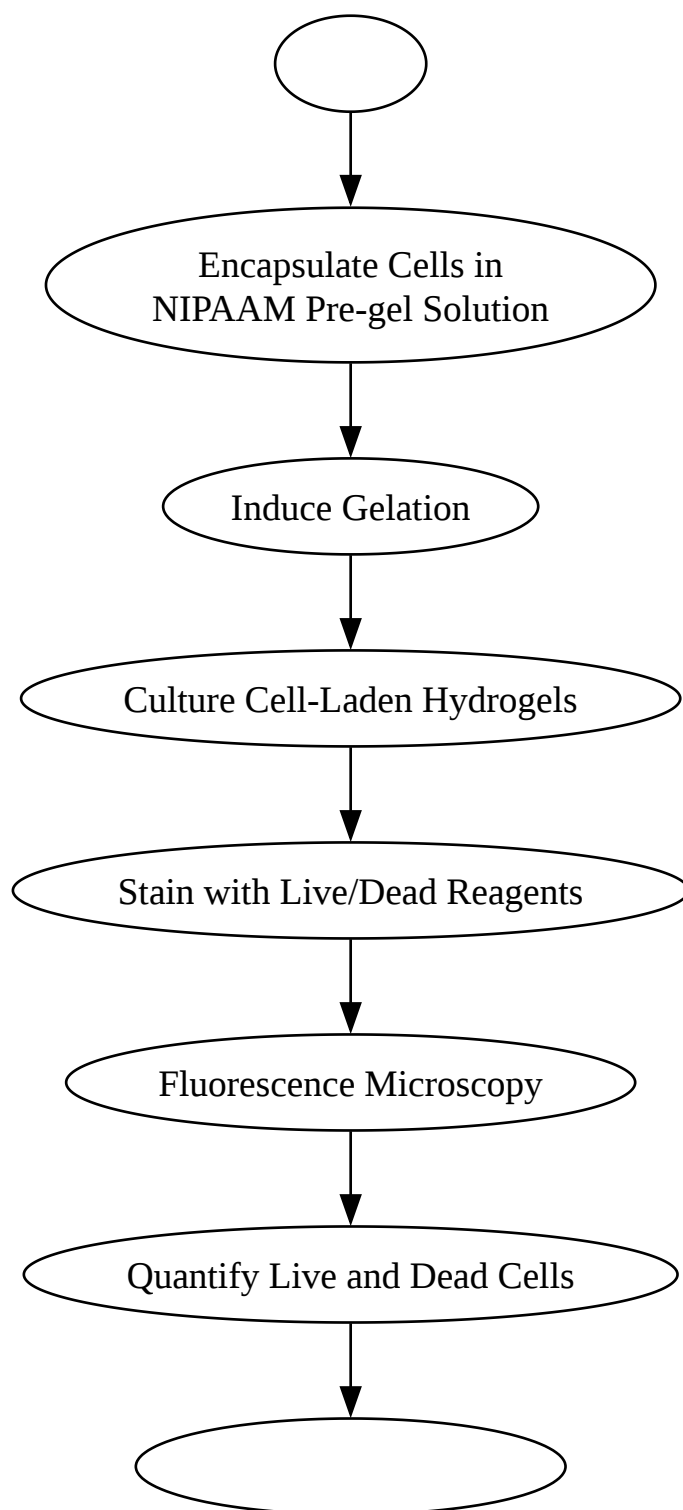 Encapsulate Cells in
NIPAAM Pre-gel Solution
Induce Gelation
Culture Cell-Laden Hydrogels
Stain with Live/Dead Reagents
Fluorescence Microscopy
Quantify Live and Dead Cells